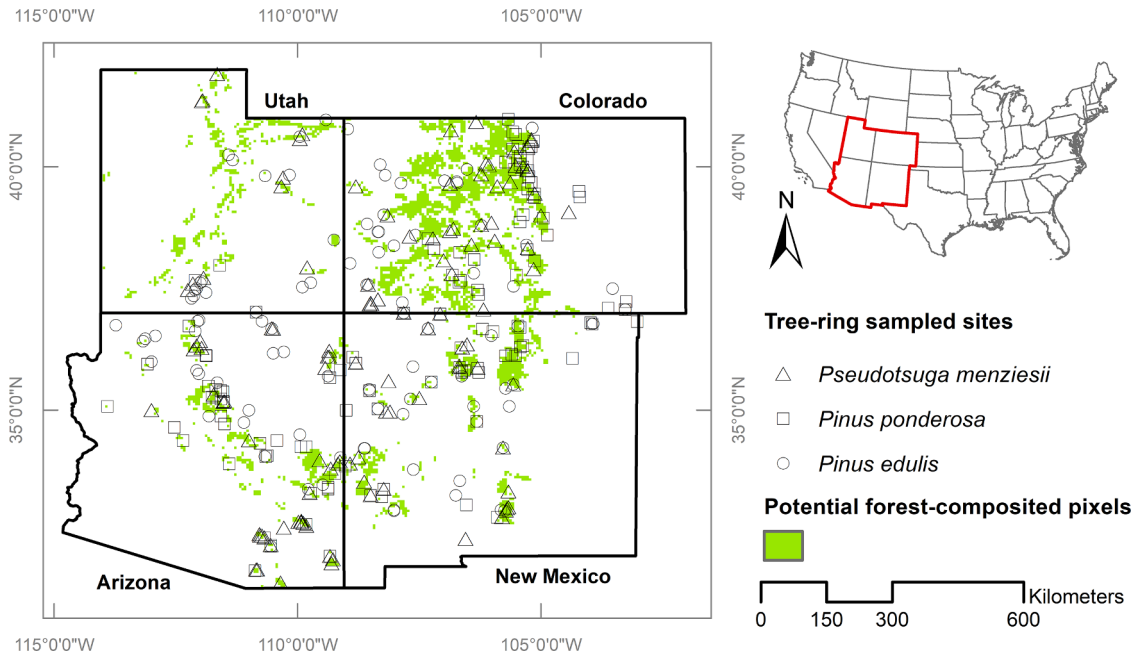 115°0'0"W 110°0'0"W 105°0'0"W
Utah Colorado
40°0'0"N 40°0'0"N
35°0'0"N 35°0'0"N
Arizona New Mexico
115°0'0"W 110°0'0"W 105°0'0"W
N
Tree-ring sampled sites
Pseudotsuga menziesii
Pinus ponderosa
Pinus edulis
Potential forest-composited pixels
Kilometers
0 150 300 600